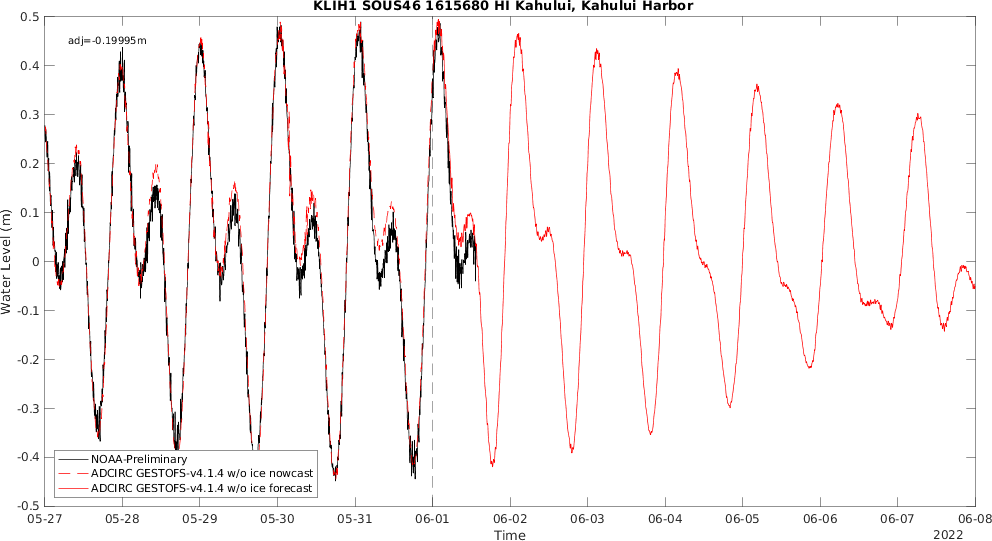 KLIH1 SOUS46 1615680 HI Kahului, Kahului Harbor
adj=-0.19995m
Water Level (m)
0.5
0.4
0.3
0.2
0.1
0
-0.1
-0.2
-0.3
-0.4
-0.5
NOAA-Preliminary
ADCIRC GESTOFS-v4.1.4 w/o ice nowcast
ADCIRC GESTOFS-v4.1.4 w/o ice forecast
05-27 05-28 05-29 05-30 05-31 06-01 06-02 06-03 06-04 06-05 06-06 06-07 06-08
Time
2022